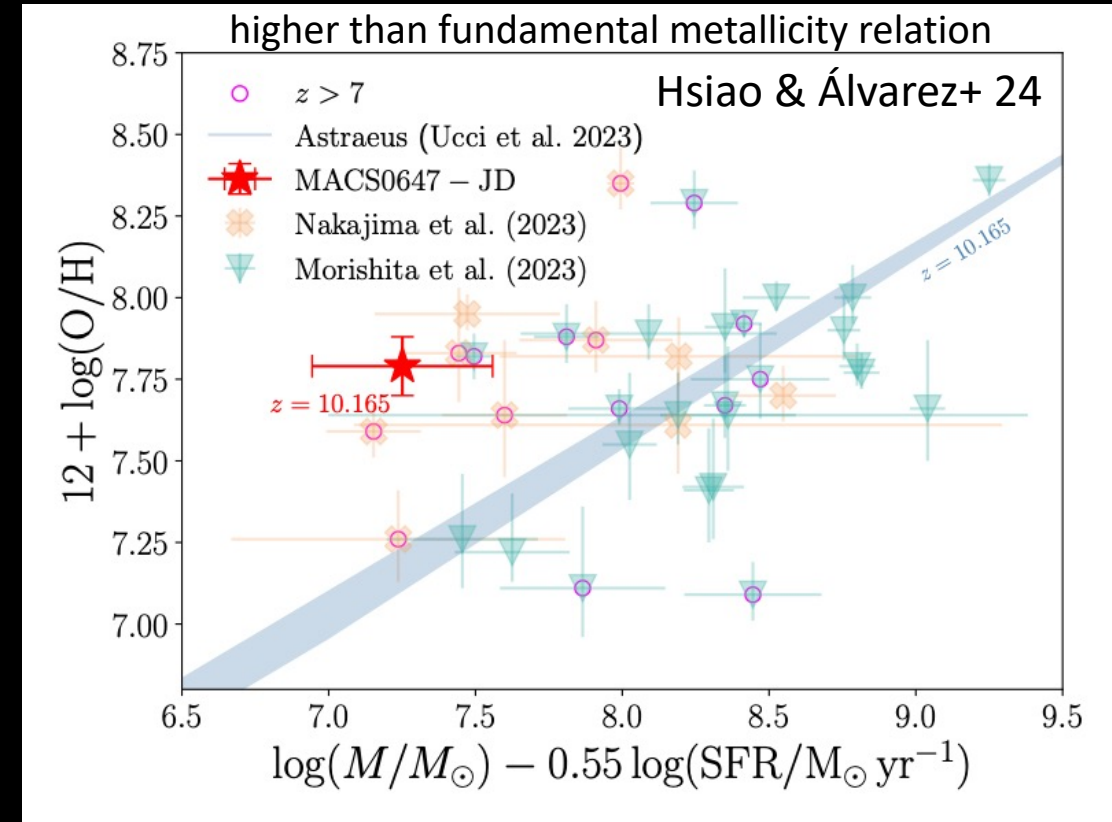 higher than fundamental metallicity relation
Hsiao & Álvarez+ 24
z > 7
Astraeus (Ucci et al. 2023)
MACS0647 – JD
Nakajima et al. (2023)
Morishita et al. (2023)
z = 10.165
z = 10.165
12 + log(O/H)
8.75
8.50
8.25
8.00
7.75
7.50
7.25
7.00
6.5 7.0 7.5 8.0 8.5 9.0 9.5
log(M/M⊙) − 0.55 log(SFR/M⊙ yr⁻¹)